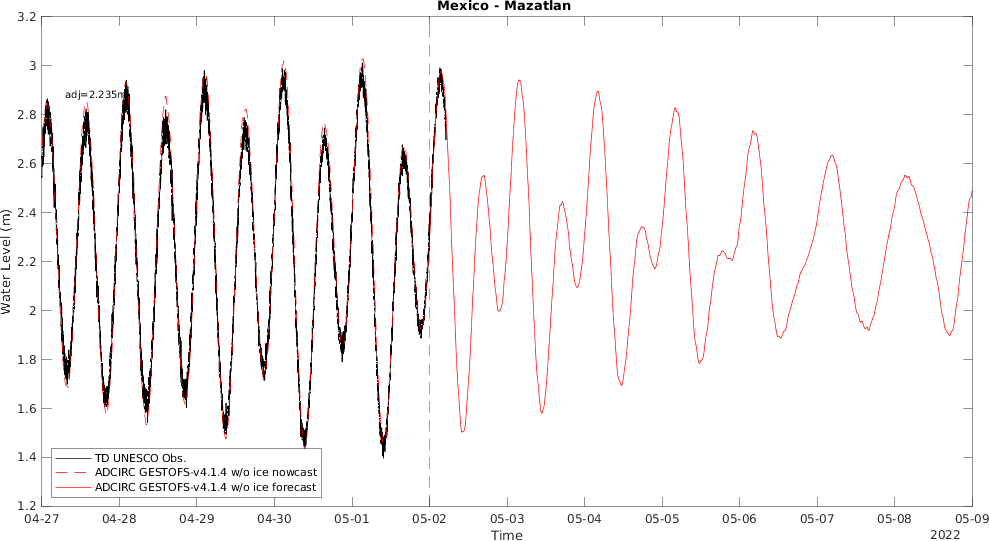 Mexico - Mazatlan
3.2
3
2.8
2.6
2.4
2.2
2
1.8
1.6
1.4
1.2
Water Level (m)
adj=2.235m
TD UNESCO Obs.
ADCIRC GESTOFS-v4.1.4 w/o ice nowcast
ADCIRC GESTOFS-v4.1.4 w/o ice forecast
04-27 04-28 04-29 04-30 05-01 05-02 05-03 05-04 05-05 05-06 05-07 05-08 05-09
Time
2022